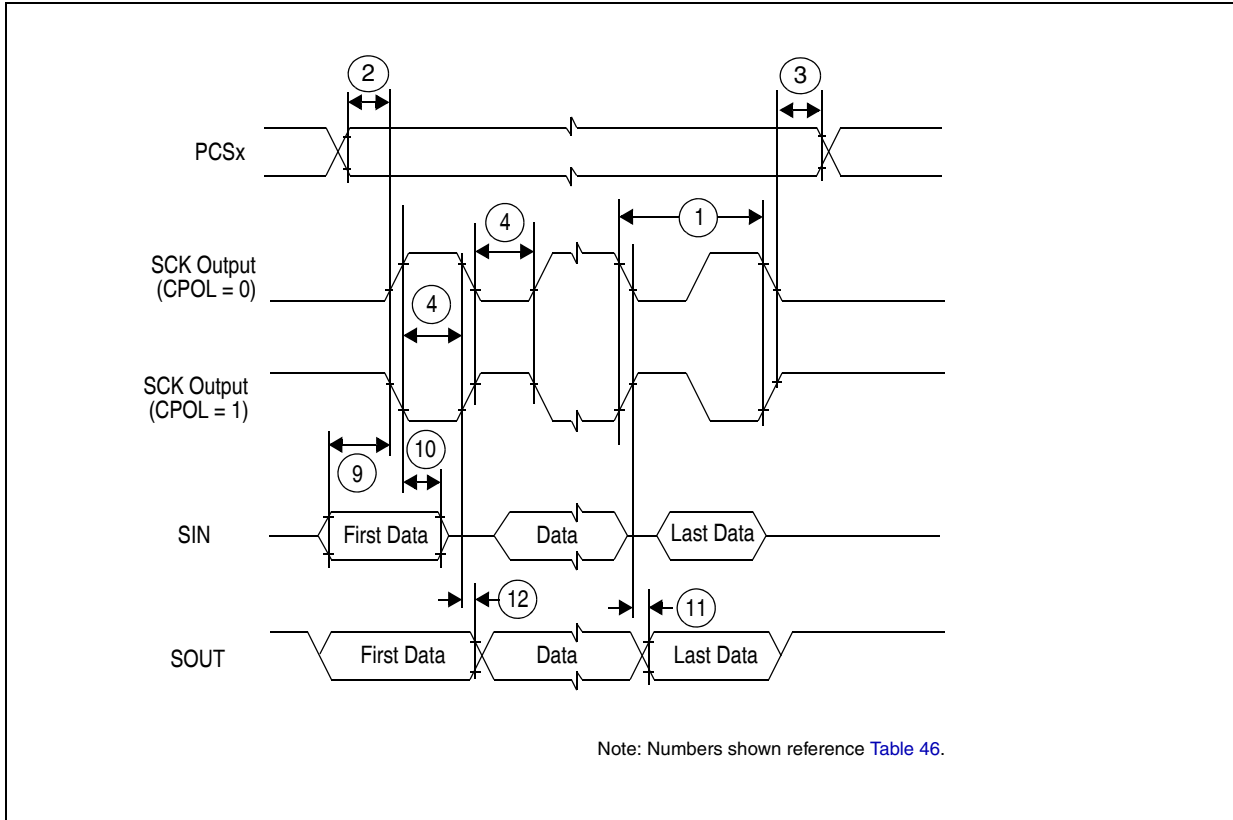 2
3
PCSx
4
1
SCK Output
(CPOL = 0)
4
SCK Output
(CPOL = 1)
10
9
SIN
First Data
Data
Last Data
12
11
SOUT
First Data
Data
Last Data
Note: Numbers shown reference Table 46.